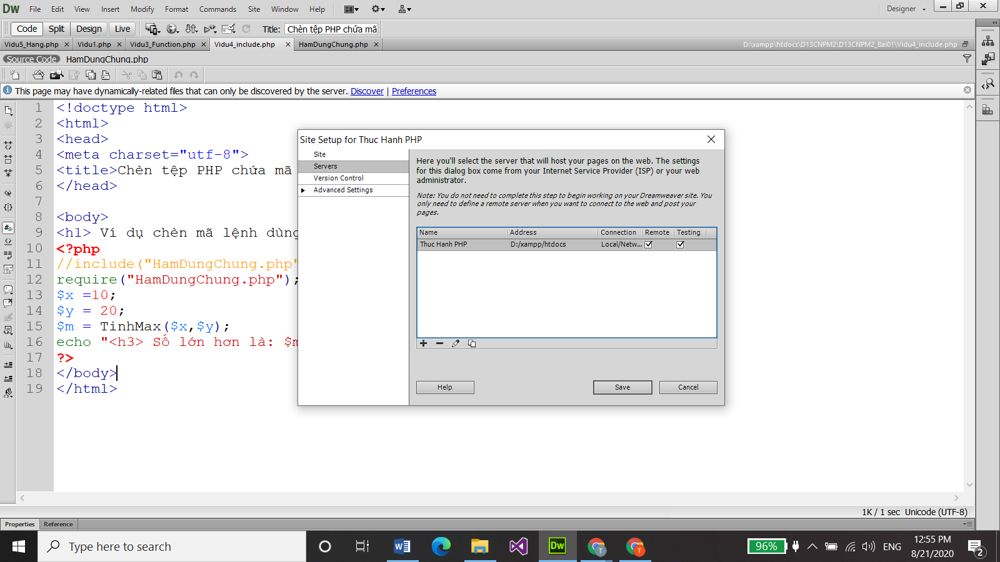 Dw File Edit View Insert Modify Format Commands Site Window Help Designer
Code Split Design Live Title: Chèn tệp PHP chứa mã
Vidu5_Hang.php Vidu1.php Vidu3_Function.php Vidu4_include.php HamDungChung.php D:\xampp\htdocs\D13CNPM2\D13CNPM2_Bai01\Vidu4_include.php
Source Code HamDungChung.php
This page may have dynamically-related files that can only be discovered by the server. Discover | Preferences
1 <!doctype html>
2 <html>
3 <head>
4 <meta charset="utf-8">
5 <title>Chèn tệp PHP chứa mã
6 </head>
7
8 <body>
9 <h1> Ví dụ chèn mã lệnh dùng
10 <?php
11 //include("HamDungChung.php"
12 require("HamDungChung.php");
13 $x =10;
14 $y = 20;
15 $m = TinhMax($x,$y);
16 echo "<h3> Số lớn hơn là: $m
17 ?>
18 </body>
19 </html>
Site Setup for Thuc Hanh PHP
Site
Servers
Version Control
Advanced Settings
Here you'll select the server that will host your pages on the web. The settings
for this dialog box come from your Internet Service Provider (ISP) or your web
administrator.
Note: You do not need to complete this step to begin working on your Dreamweaver site. You
only need to define a remote server when you want to connect to the web and post your
pages.
Name Address Connection Remote Testing
Thuc Hanh PHP D:/xampp/htdocs Local/Netw...
Help Save Cancel
1K / 1 sec Unicode (UTF-8)
Properties Reference
Type here to search
Dw
T
T
96%
ENG
12:55 PM
8/21/2020
2